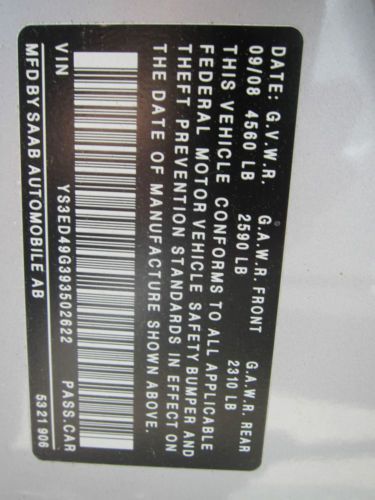 DATE: G.V.W.R. G.A.W.R. FRONT G.A.W.R. REAR
09/08 4560 LB 2590 LB 2310 LB
THIS VEHICLE CONFORMS TO ALL APPLICABLE
FEDERAL MOTOR VEHICLE SAFETY BUMPER AND
THEFT PREVENTION STANDARDS IN EFFECT ON
THE DATE OF MANUFACTURE SHOWN ABOVE.
VIN YS3ED49G393502622 PASS.CAR
MFD BY SAAB AUTOMOBILE AB 5321906